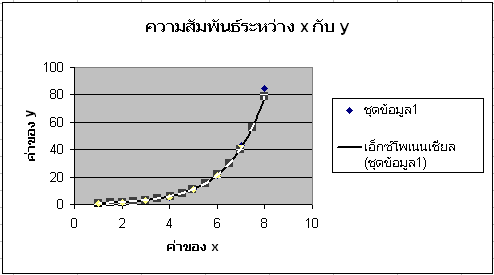 ความสัมพันธ์ระหว่าง x กับ y
100
80
60
40
20
0
ค่าของ y
0 2 4 6 8 10
ค่าของ x
ชุดข้อมูล1
เอ็กซ์โพเนนเชียล
(ชุดข้อมูล1)